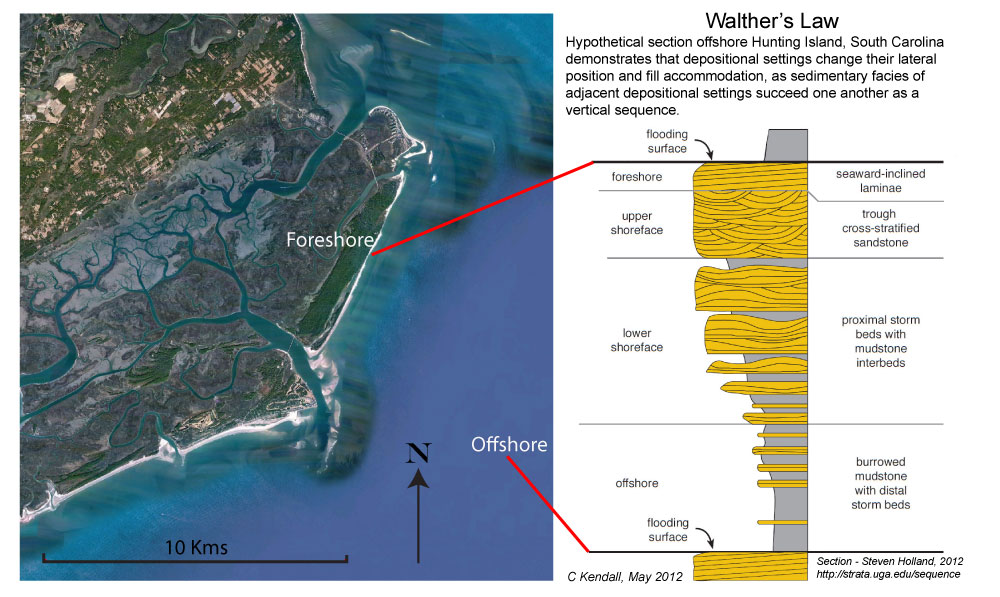 Walther's Law
Hypothetical section offshore Hunting Island, South Carolina
demonstrates that depositional settings change their lateral
position and fill accommodation, as sedimentary facies of
adjacent depositional settings succeed one another as a
vertical sequence.
flooding
surface
foreshore
seaward-inclined
laminae
upper
shoreface
trough
cross-stratified
sandstone
Foreshore
lower
shoreface
proximal storm
beds with
mudstone
interbeds
Offshore
N
offshore
burrowed
mudstone
with distal
storm beds
flooding
surface
10 Kms
C Kendall, May 2012
Section - Steven Holland, 2012
http://strata.uga.edu/sequence